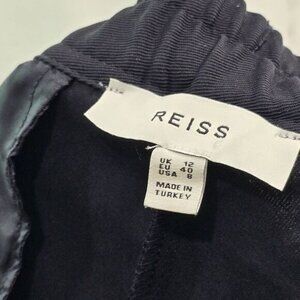 REISS
UK 12
EU 40
USA 8
MADE IN
TURKEY